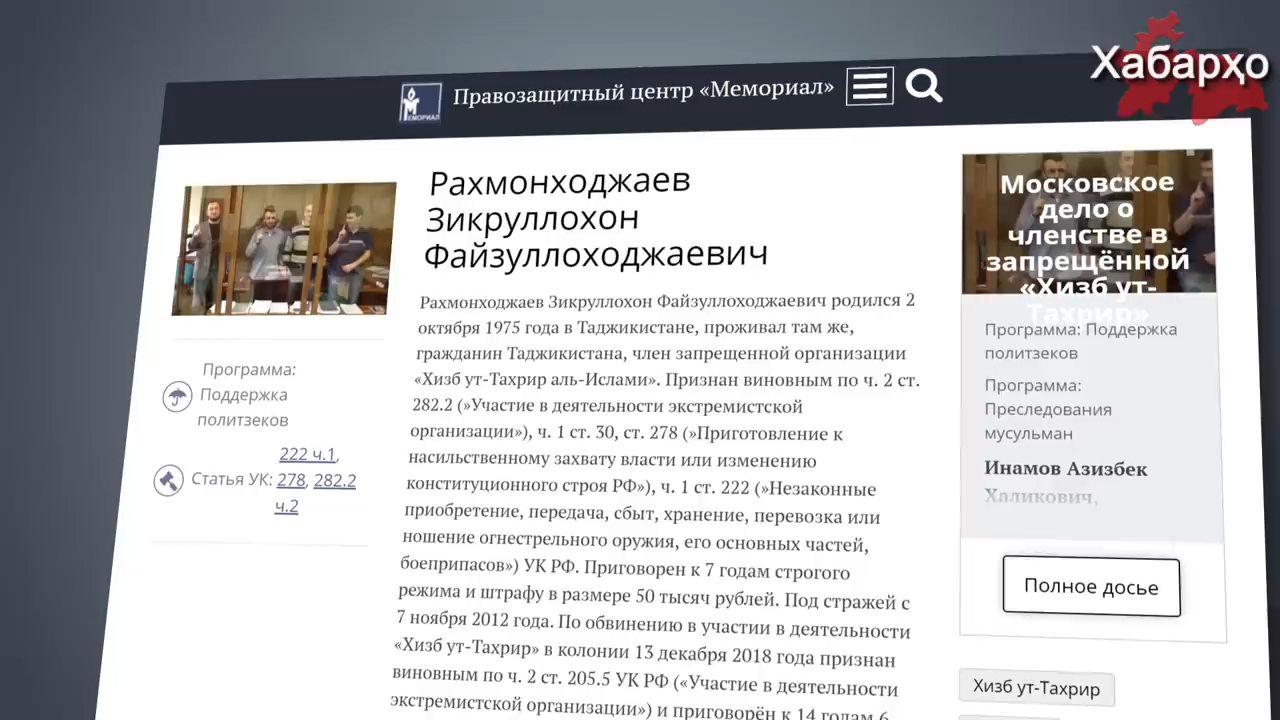 Хабарҳо
МЕМОРИАЛ
Правозащитный центр «Мемориал»
Рахмонходжаев
Зикруллохон
Файзуллоходжаевич
Рахмонходжаев Зикруллохон Файзуллоходжаевич родился 2
октября 1975 года в Таджикистане, проживал там же,
гражданин Таджикистана, член запрещенной организации
«Хизб ут-Тахрир аль-Ислами». Признан виновным по ч. 2 ст.
282.2 (»Участие в деятельности экстремистской
организации»), ч. 1 ст. 30, ст. 278 (»Приготовление к
насильственному захвату власти или изменению
конституционного строя РФ»), ч. 1 ст. 222 (»Незаконные
приобретение, передача, сбыт, хранение, перевозка или
ношение огнестрельного оружия, его основных частей,
боеприпасов») УК РФ. Приговорен к 7 годам строгого
режима и штрафу в размере 50 тысяч рублей. Под стражей с
7 ноября 2012 года. По обвинению в участии в деятельности
«Хизб ут-Тахрир» в колонии 13 декабря 2018 года признан
виновным по ч. 2 ст. 205.5 УК РФ («Участие в деятельности
экстремистской организации») и приговорён к 14 годам 6
Программа:
Поддержка
политзеков
Статья УК: 222 ч.1,
278, 282.2
ч.2
Московское
дело о
членстве в
запрещённой
«Хизб ут-
Тахрир»
Программа: Поддержка
политзеков
Программа:
Преследования
мусульман
Инамов Азизбек
Халикович,
Полное досье
Хизб ут-Тахрир